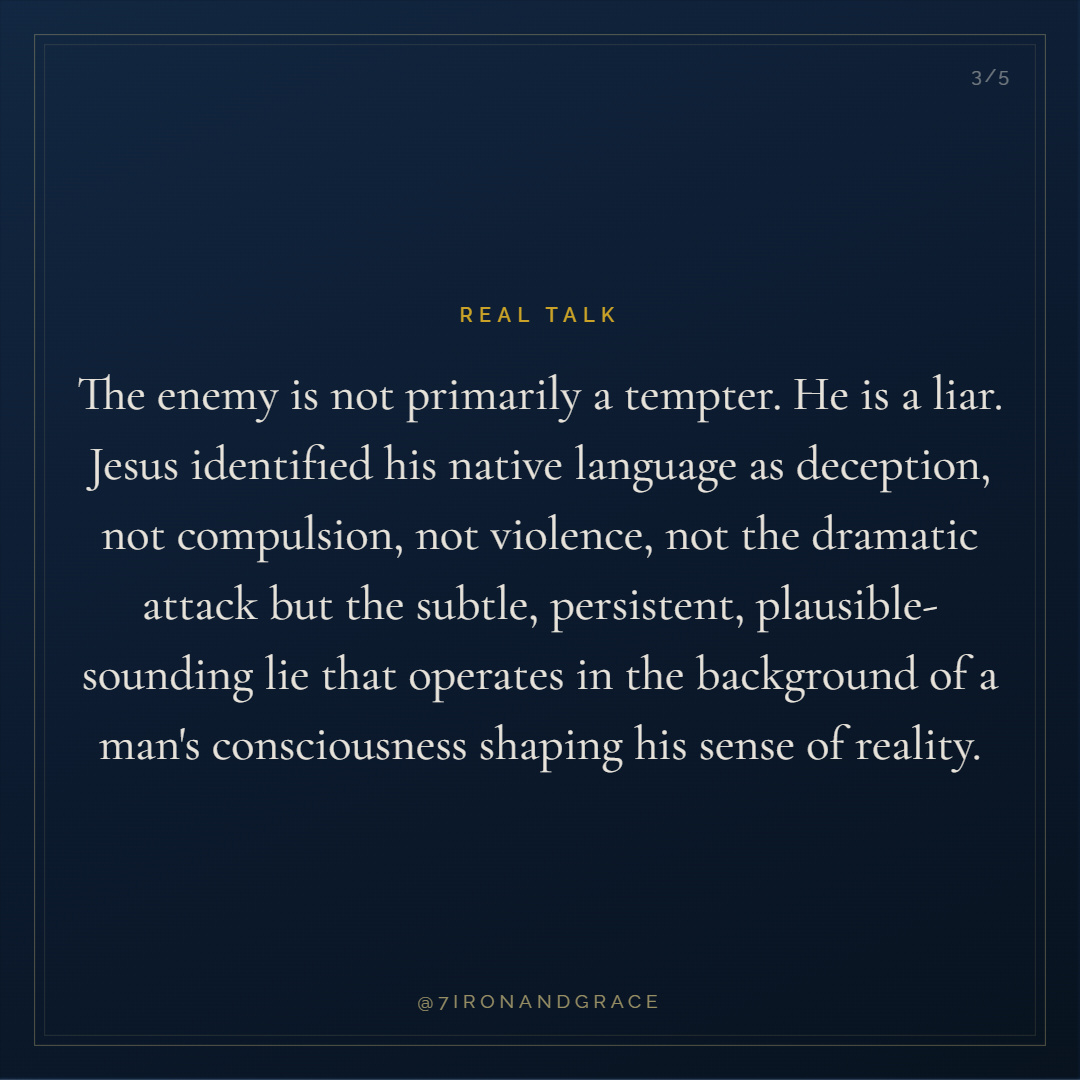 3/5
REAL TALK
The enemy is not primarily a tempter. He is a liar.
Jesus identified his native language as deception,
not compulsion, not violence, not the dramatic
attack but the subtle, persistent, plausible-
sounding lie that operates in the background of a
man's consciousness shaping his sense of reality.
@7IRONANDGRACE